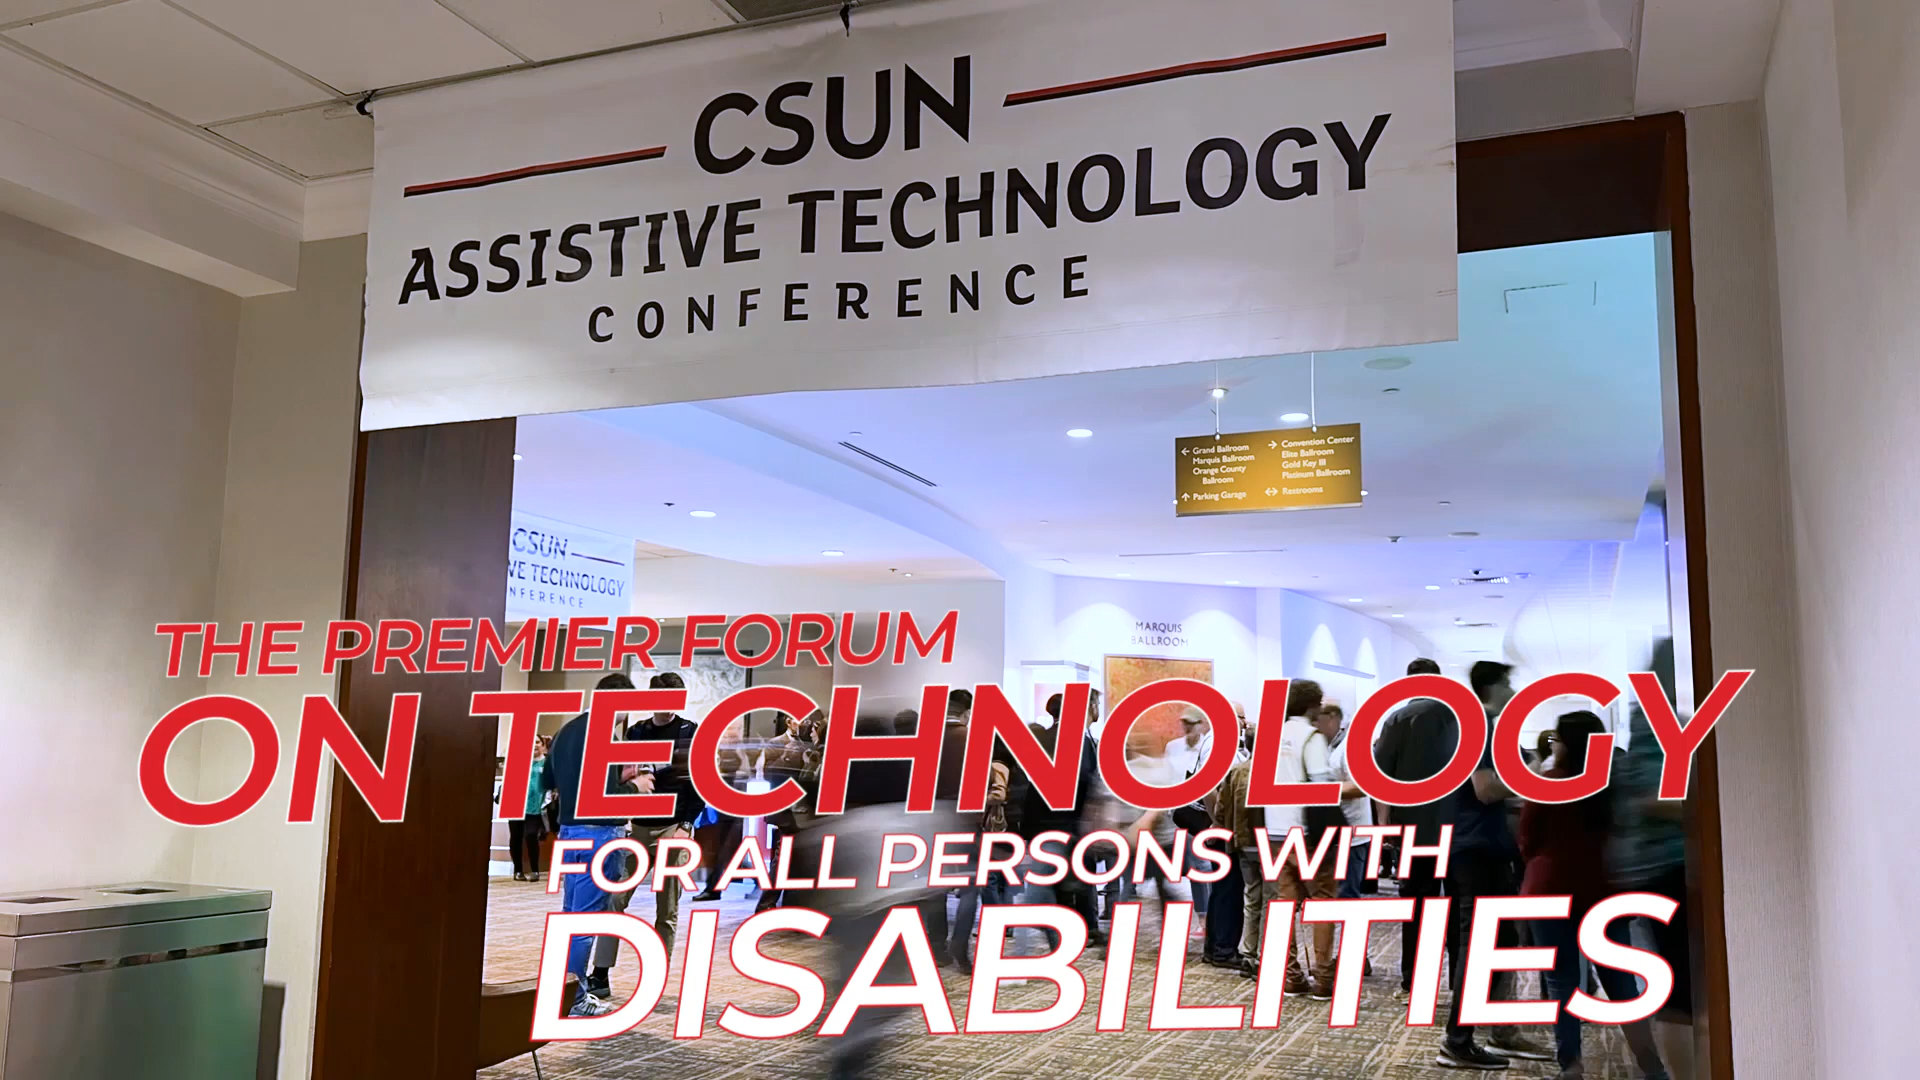 CSUN
ASSISTIVE TECHNOLOGY
CONFERENCE
← Grand Ballroom
Marquis Ballroom
Orange County
Ballroom
↑ Parking Garage
→ Convention Center
Elite Ballroom
Gold Key III
Platinum Ballroom
↔ Restrooms
CSUN
VE TECHNOLOGY
NFERENCE
MARQUIS
BALLROOM
THE PREMIER FORUM
ON TECHNOLOGY
FOR ALL PERSONS WITH
DISABILITIES